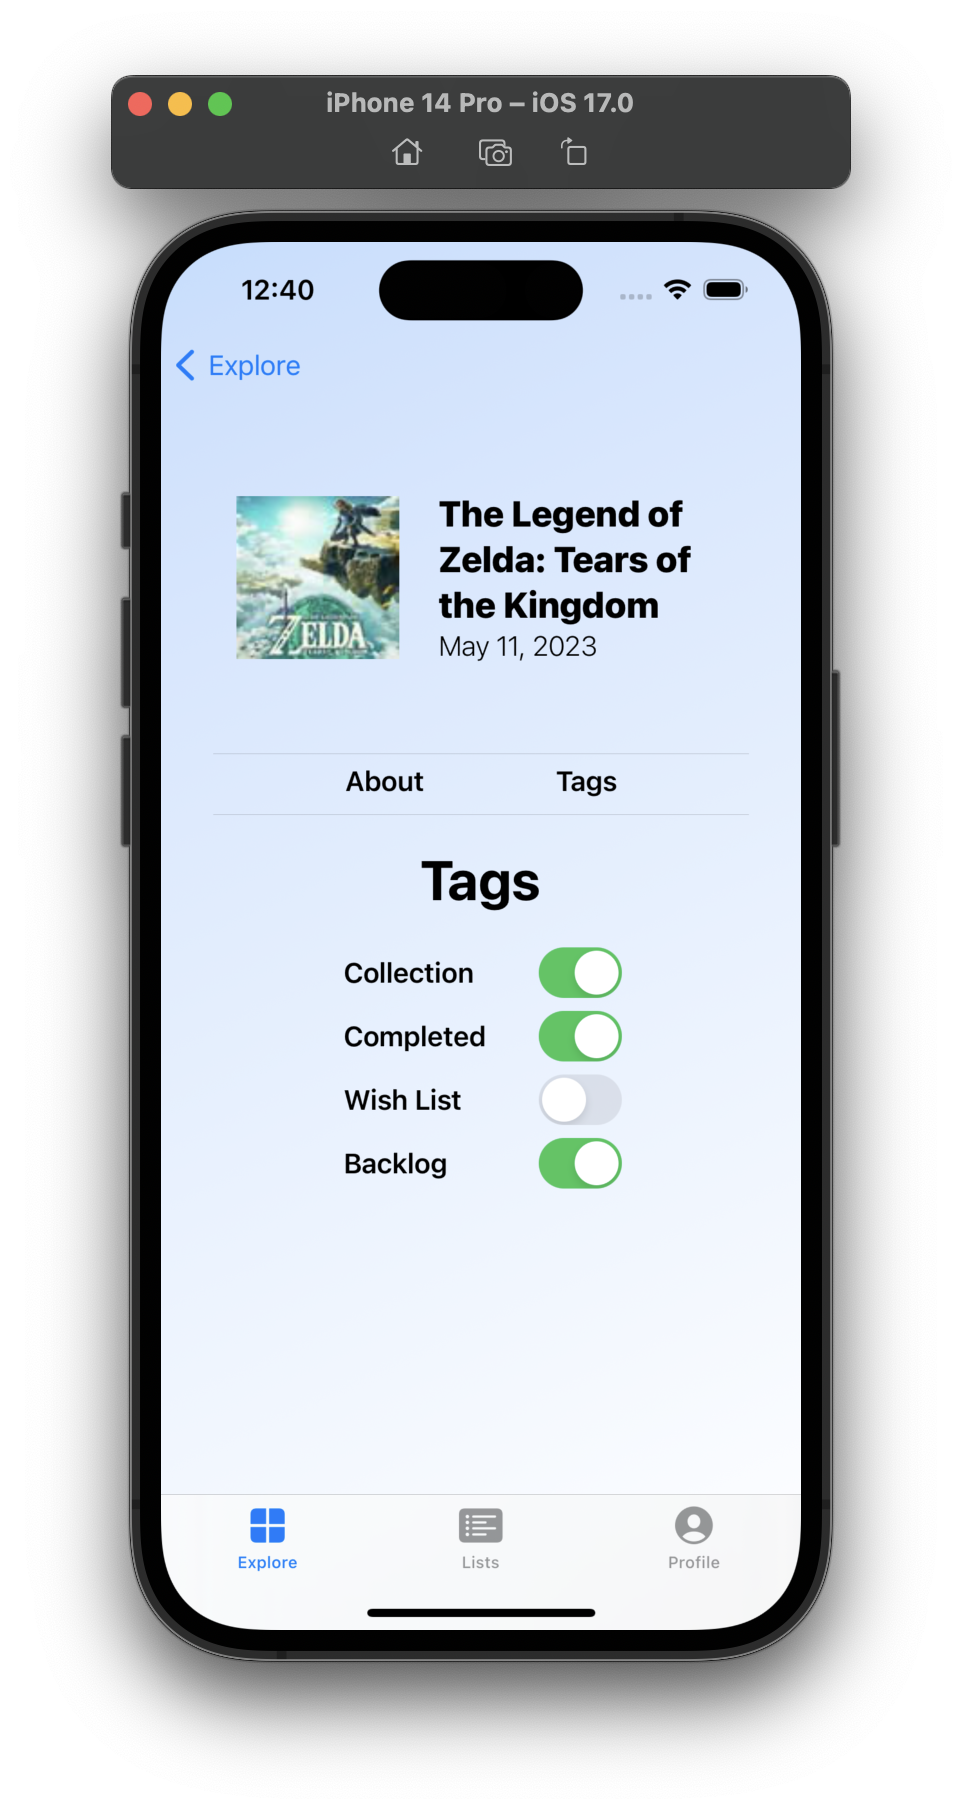 iPhone 14 Pro – iOS 17.0
12:40
Explore
The Legend of
Zelda: Tears of
the Kingdom
May 11, 2023
ZELDA
About
Tags
Tags
Collection
Completed
Wish List
Backlog
Explore
Lists
Profile